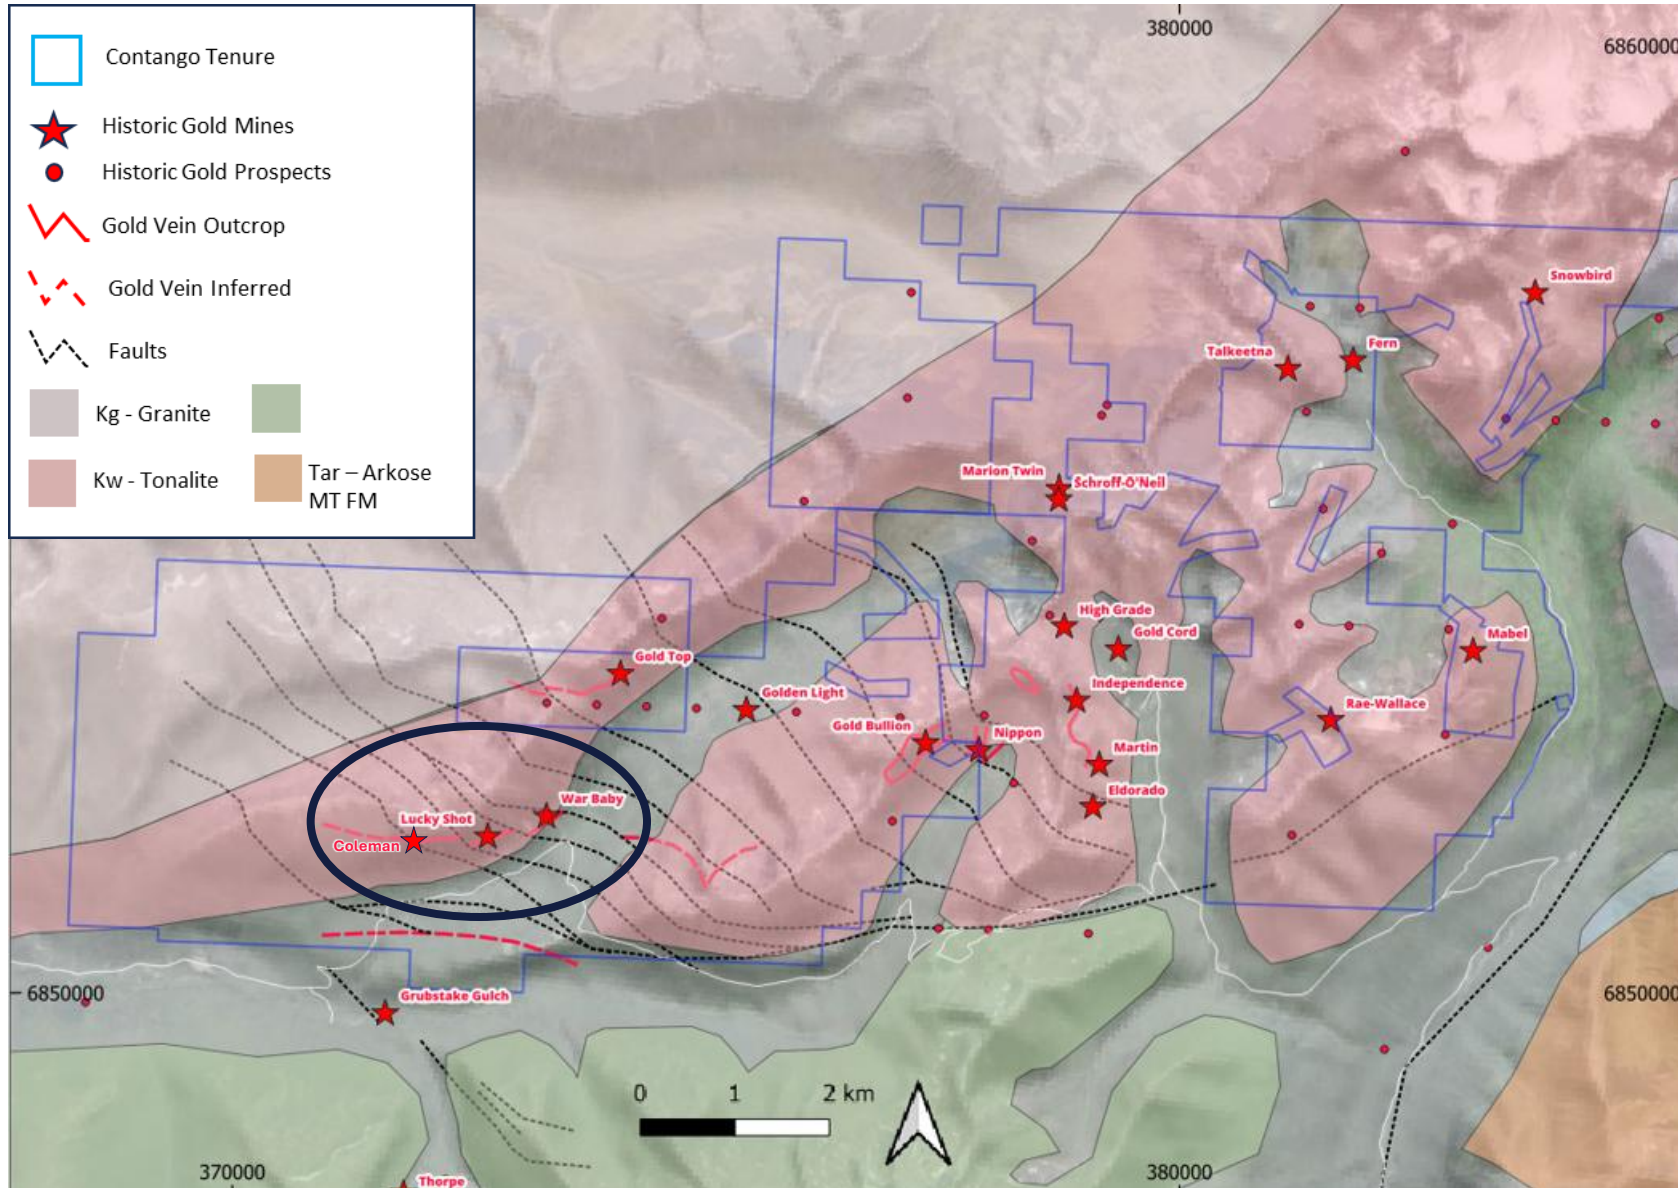 Contango Tenure
Historic Gold Mines
Historic Gold Prospects
Gold Vein Outcrop
Gold Vein Inferred
Faults
Kg - Granite
Kw - Tonalite
Tar – Arkose
MT FM
380000
6860000
Snowbird
Talkeetna
Fern
Marion Twin
Schroff-O'Neil
High Grade
Gold Cord
Mabel
Gold Top
Golden Light
Independence
Rae-Wallace
Gold Bullion
Nippon
Martin
Eldorado
War Baby
Lucky Shot
Coleman
6850000
Grubstake Gulch
6850000
0 1 2 km
370000
380000
Thorpe